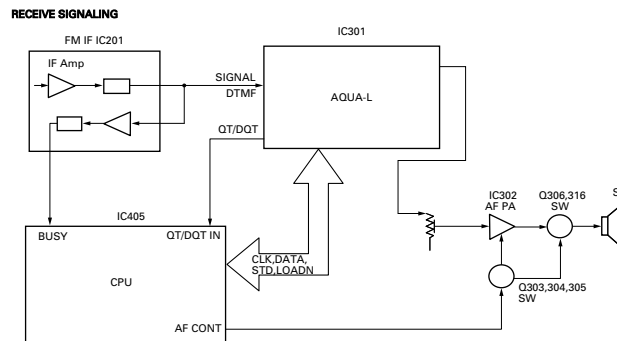 RECEIVE SIGNALING
FM IF IC201
IF Amp
IC301
SIGNAL
DTMF
AQUA-L
QT/DQT
IC302
AF PA
Q306,316
SW
IC405
BUSY
QT/DQT IN
CLK,DATA,
STD,LOADN
CPU
Q303,304,305
SW
AF CONT